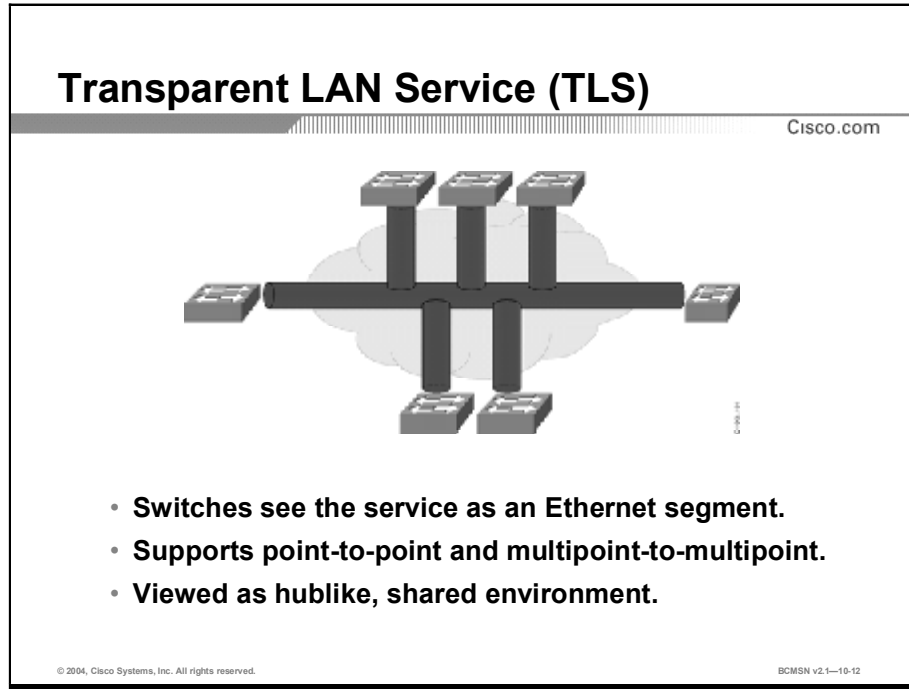 Transparent LAN Service (TLS)
Cisco.com
• Switches see the service as an Ethernet segment.
• Supports point-to-point and multipoint-to-multipoint.
• Viewed as hublike, shared environment.
© 2004, Cisco Systems, Inc. All rights reserved.
BCMSN v2.1—10-12